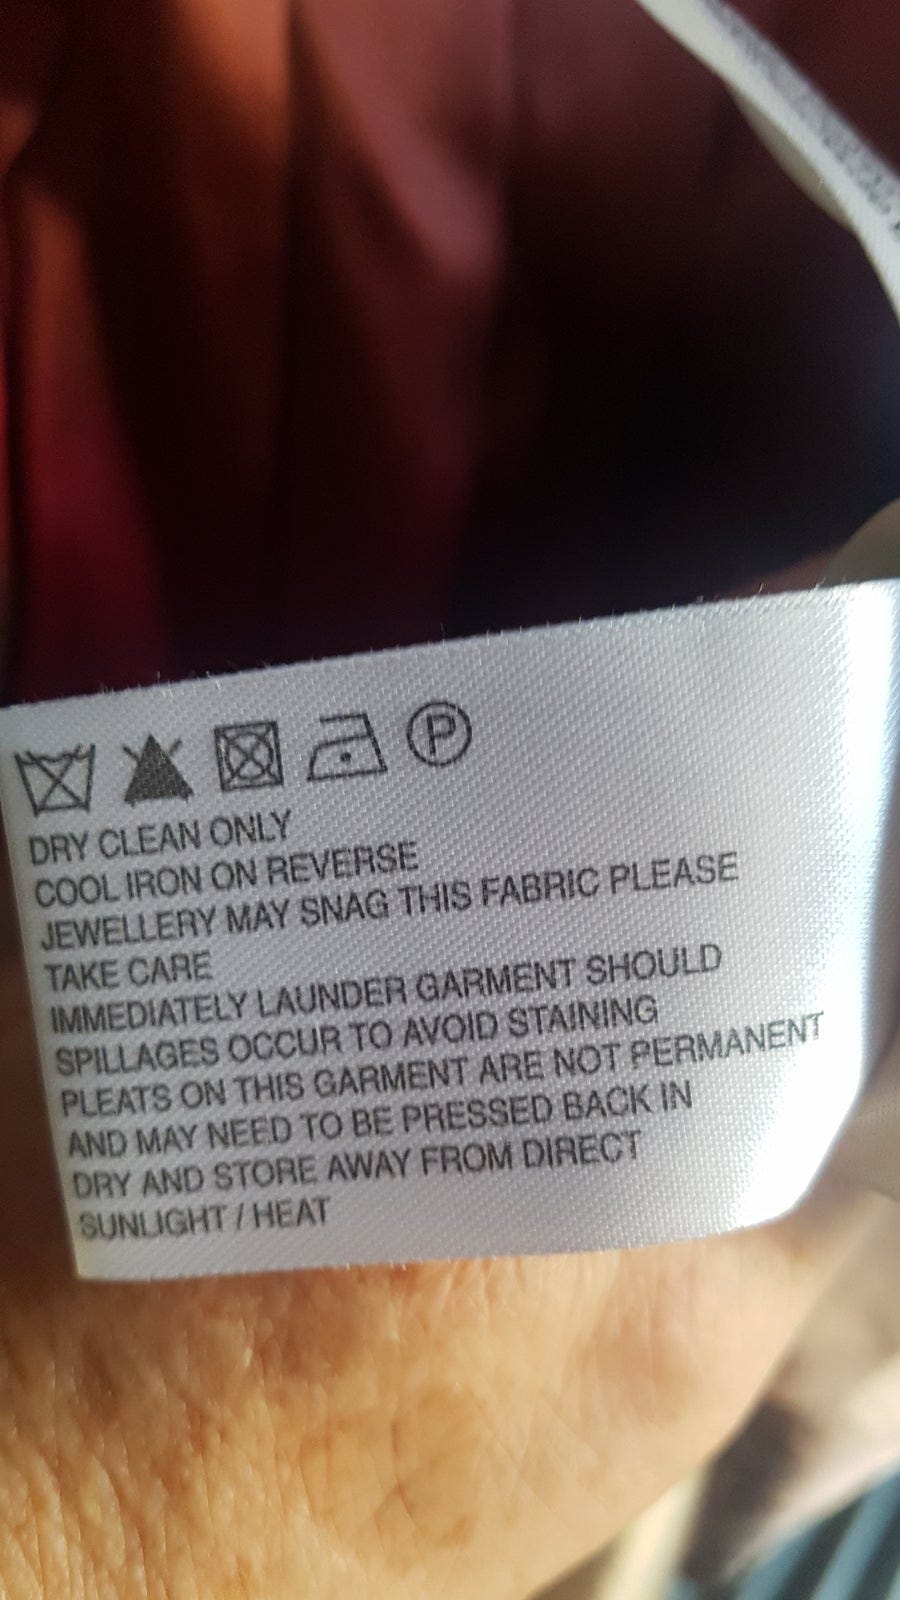 P
DRY CLEAN ONLY
COOL IRON ON REVERSE
JEWELLERY MAY SNAG THIS FABRIC PLEASE
TAKE CARE
IMMEDIATELY LAUNDER GARMENT SHOULD
SPILLAGES OCCUR TO AVOID STAINING
PLEATS ON THIS GARMENT ARE NOT PERMANENT
AND MAY NEED TO BE PRESSED BACK IN
DRY AND STORE AWAY FROM DIRECT
SUNLIGHT / HEAT